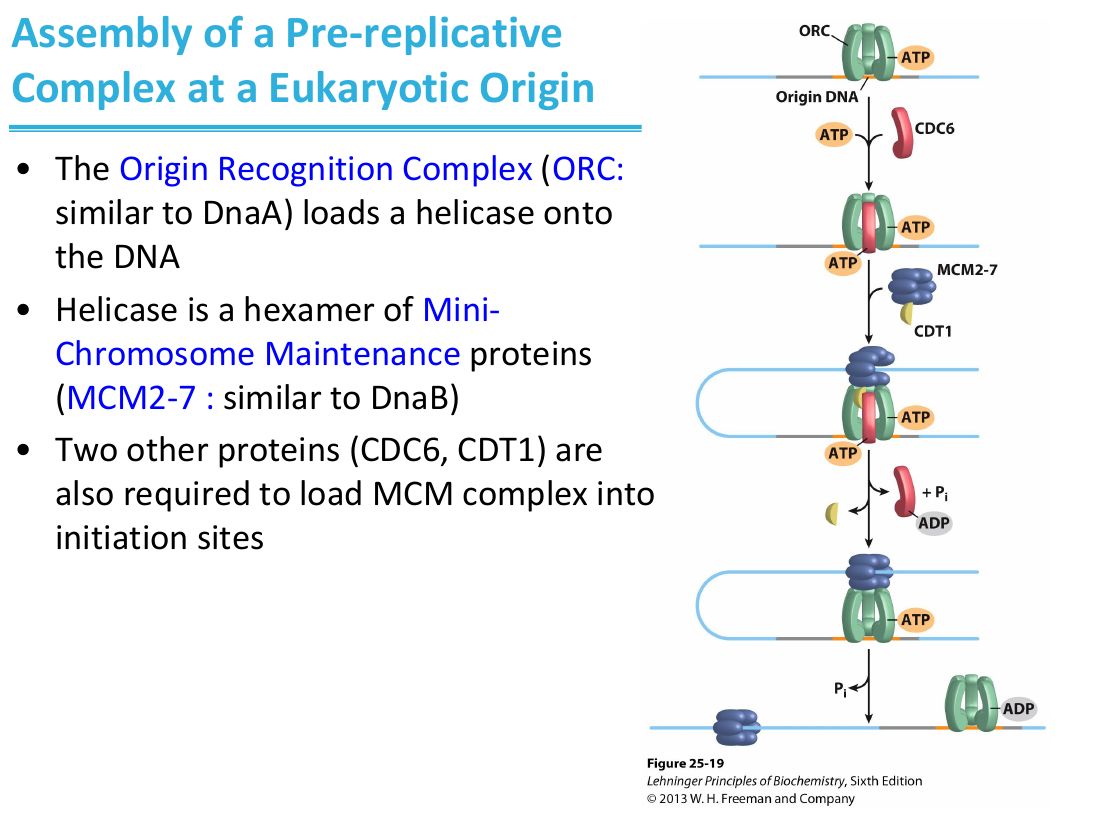 Assembly of a Pre-replicative
Complex at a Eukaryotic Origin
• The Origin Recognition Complex (ORC:
similar to DnaA) loads a helicase onto
the DNA
• Helicase is a hexamer of Mini-
Chromosome Maintenance proteins
(MCM2-7 : similar to DnaB)
• Two other proteins (CDC6, CDT1) are
also required to load MCM complex into
initiation sites
ORC
ATP
Origin DNA
ATP
CDC6
ATP
ATP
MCM2-7
CDT1
ATP
ATP
+ Pi
ADP
ATP
Pi
ADP
Figure 25-19
Lehninger Principles of Biochemistry, Sixth Edition
© 2013 W. H. Freeman and Company